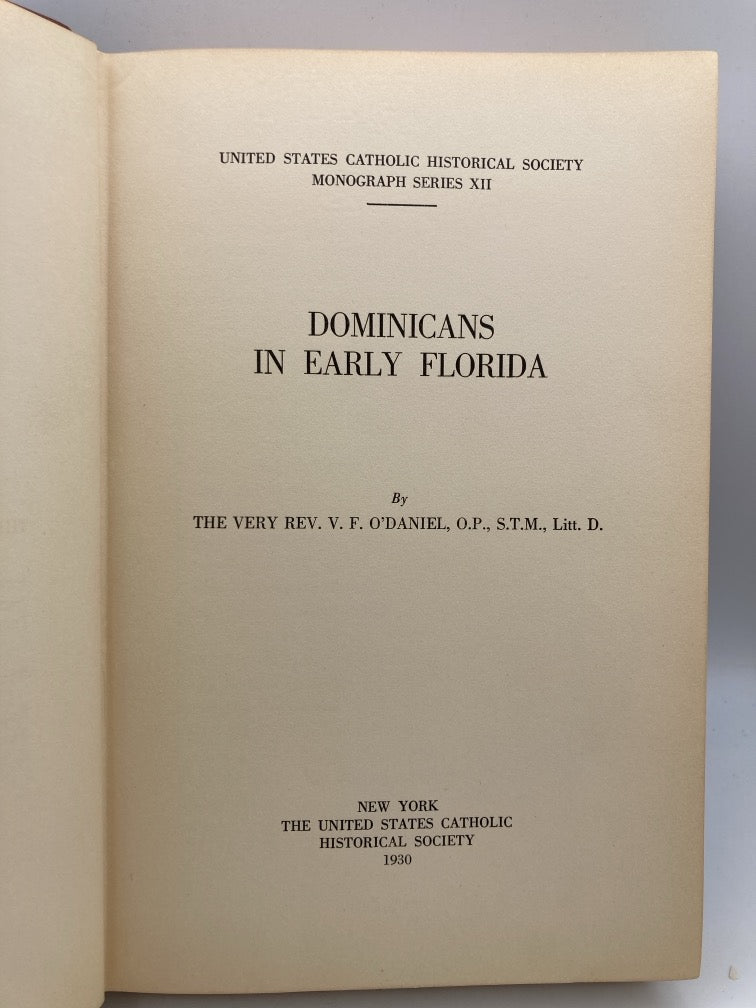 UNITED STATES CATHOLIC HISTORICAL SOCIETY
MONOGRAPH SERIES XII
DOMINICANS
IN EARLY FLORIDA
By
THE VERY REV. V. F. O'DANIEL, O.P., S.T.M., Litt. D.
NEW YORK
THE UNITED STATES CATHOLIC
HISTORICAL SOCIETY
1930